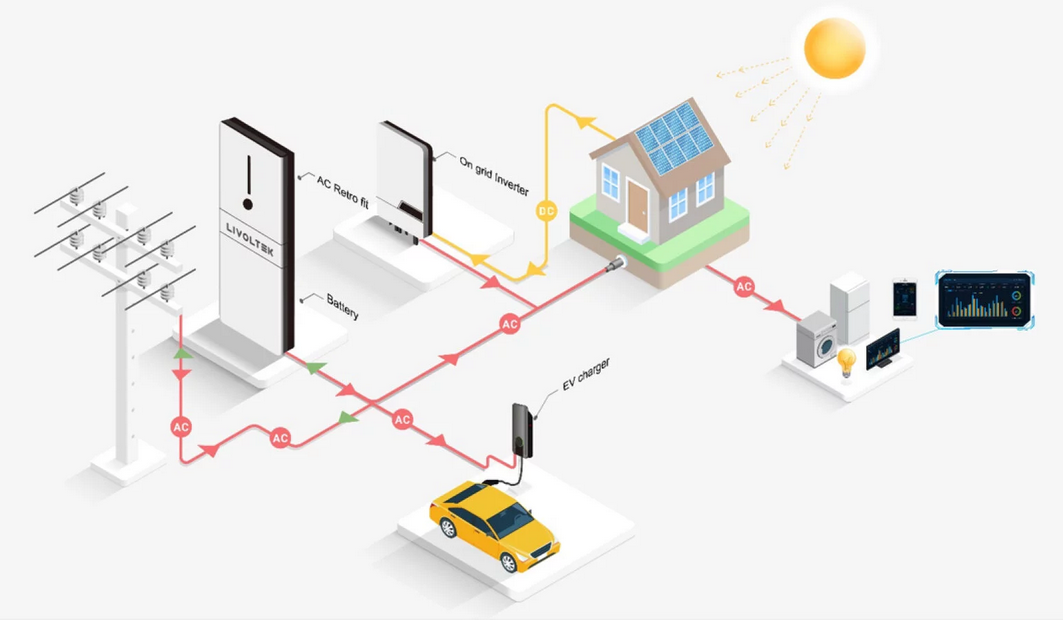 On grid Inverter
AC Retro fit
DC
LIVOLTEK
AC
Battery
AC
EV charger
AC
AC
AC